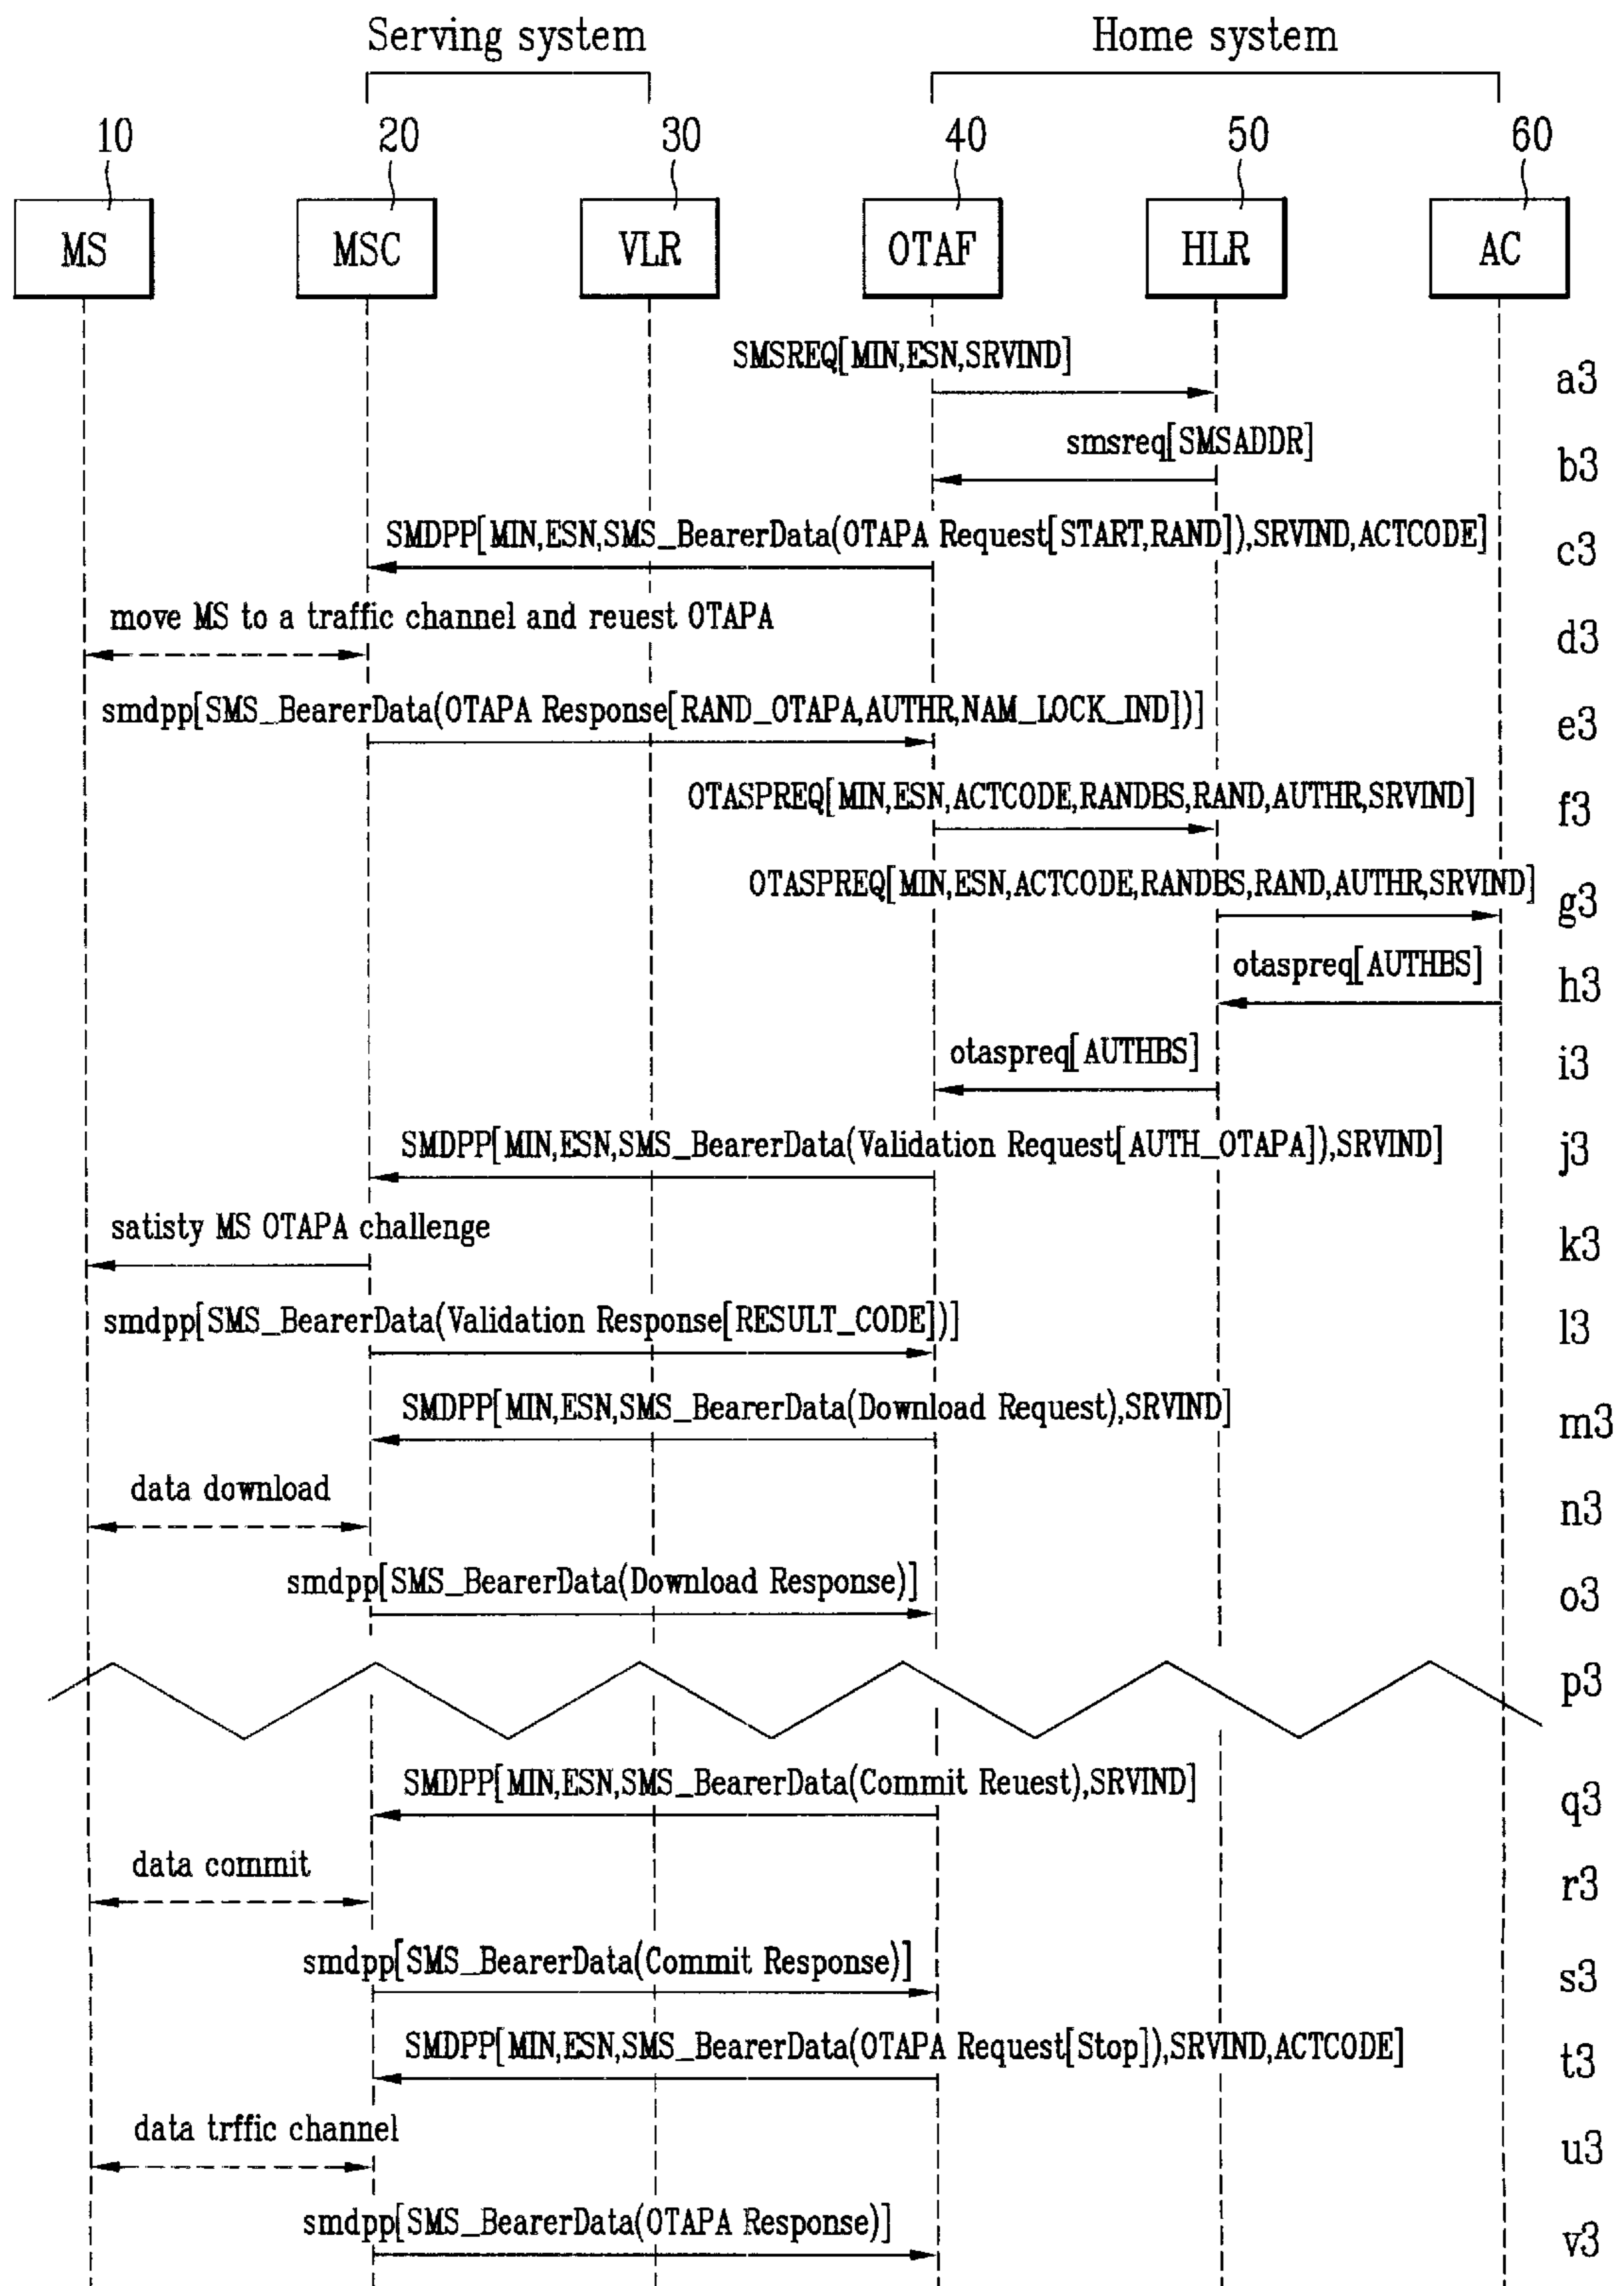 Serving system Home system
10 20 30 40 50 60
MS MSC VLR OTAF HLR AC
SMSREQ[MIN,ESN,SRVIND]
a3
smsreq[SMSADDR]
b3
SMDPP[MIN,ESN,SMS_BearerData(OTAPA Request[START,RAND]),SRVIND,ACTCODE]
c3
move MS to a traffic channel and reuest OTAPA
d3
smdpp[SMS_BearerData(OTAPA Response[RAND_OTAPA,AUTHR,NAM_LOCK_IND])]
e3
OTASPREQ[MIN,ESN,ACTCODE,RANDBS,RAND,AUTHR,SRVIND]
f3
OTASPREQ[MIN,ESN,ACTCODE,RANDBS,RAND,AUTHR,SRVIND]
g3
otaspreq[AUTHBS]
h3
otaspreq[AUTHBS]
i3
SMDPP[MIN,ESN,SMS_BearerData(Validation Request[AUTH_OTAPA]),SRVIND]
j3
satisty MS OTAPA challenge
k3
smdpp[SMS_BearerData(Validation Response[RESULT_CODE])]
l3
SMDPP[MIN,ESN,SMS_BearerData(Download Request),SRVIND]
m3
data download
n3
smdpp[SMS_BearerData(Download Response)]
o3
p3
SMDPP[MIN,ESN,SMS_BearerData(Commit Reuest),SRVIND]
q3
data commit
r3
smdpp[SMS_BearerData(Commit Response)]
s3
SMDPP[MIN,ESN,SMS_BearerData(OTAPA Request[Stop]),SRVIND,ACTCODE]
t3
data trffic channel
u3
smdpp[SMS_BearerData(OTAPA Response)]
v3